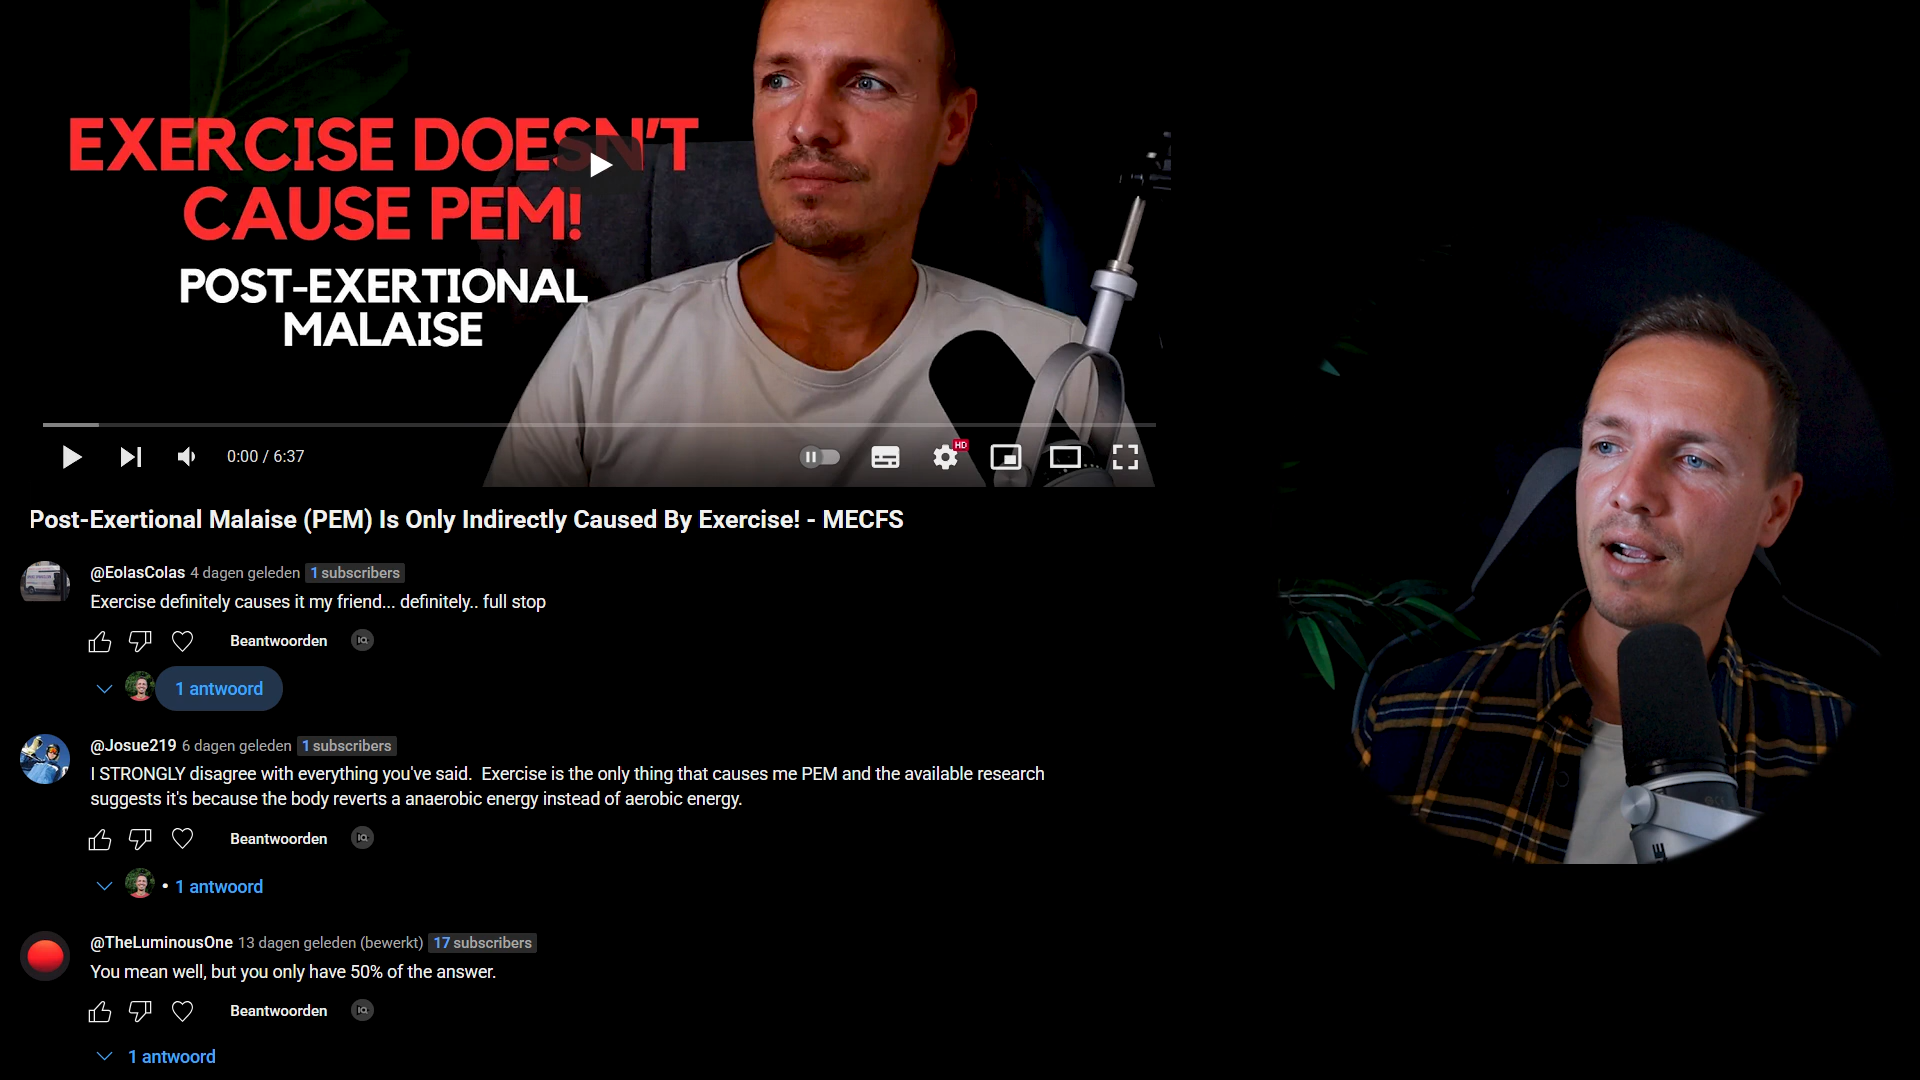 EXERCISE DOESN'T
CAUSE PEM!
POST-EXERTIONAL
MALAISE
0:00 / 6:37
HD
Post-Exertional Malaise (PEM) Is Only Indirectly Caused By Exercise! - MECFS
@EolasColas 4 dagen geleden 1 subscribers
Exercise definitely causes it my friend... definitely.. full stop
Beantwoorden IQ
1 antwoord
@Josue219 6 dagen geleden 1 subscribers
I STRONGLY disagree with everything you've said. Exercise is the only thing that causes me PEM and the available research
suggests it's because the body reverts a anaerobic energy instead of aerobic energy.
Beantwoorden IQ
• 1 antwoord
@TheLuminousOne 13 dagen geleden (bewerkt) 17 subscribers
You mean well, but you only have 50% of the answer.
Beantwoorden IQ
1 antwoord